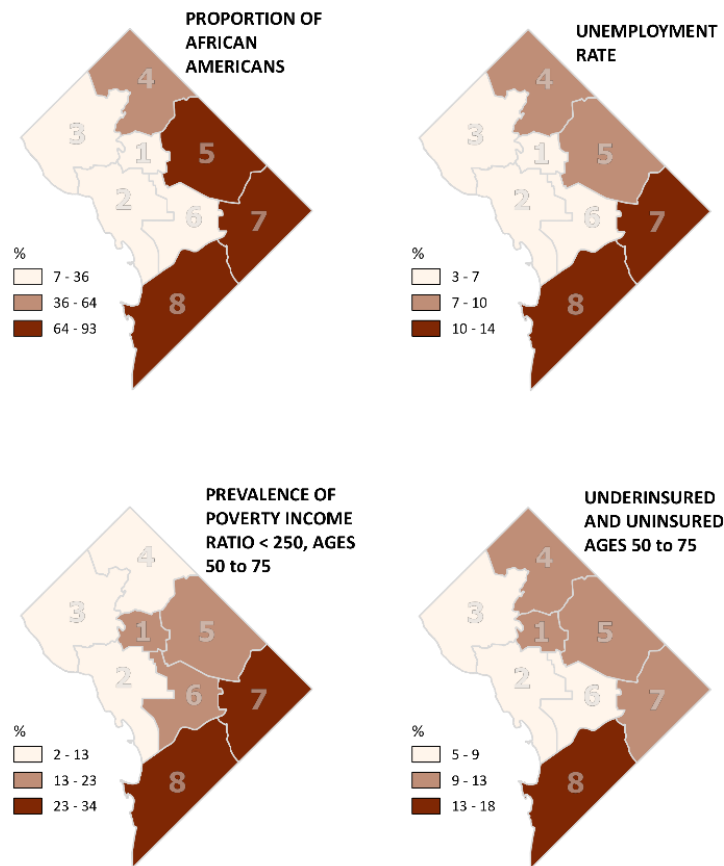 PROPORTION OF
AFRICAN
AMERICANS
4
3
1
5
2
6
7
8
%
7 - 36
36 - 64
64 - 93
UNEMPLOYMENT
RATE
4
3
1
5
2
6
7
8
%
3 - 7
7 - 10
10 - 14
PREVALENCE OF
POVERTY INCOME
RATIO < 250, AGES
50 to 75
4
3
1
5
2
6
7
8
%
2 - 13
13 - 23
23 - 34
UNDERINSURED
AND UNINSURED
AGES 50 to 75
4
3
1
5
2
6
7
8
%
5 - 9
9 - 13
13 - 18